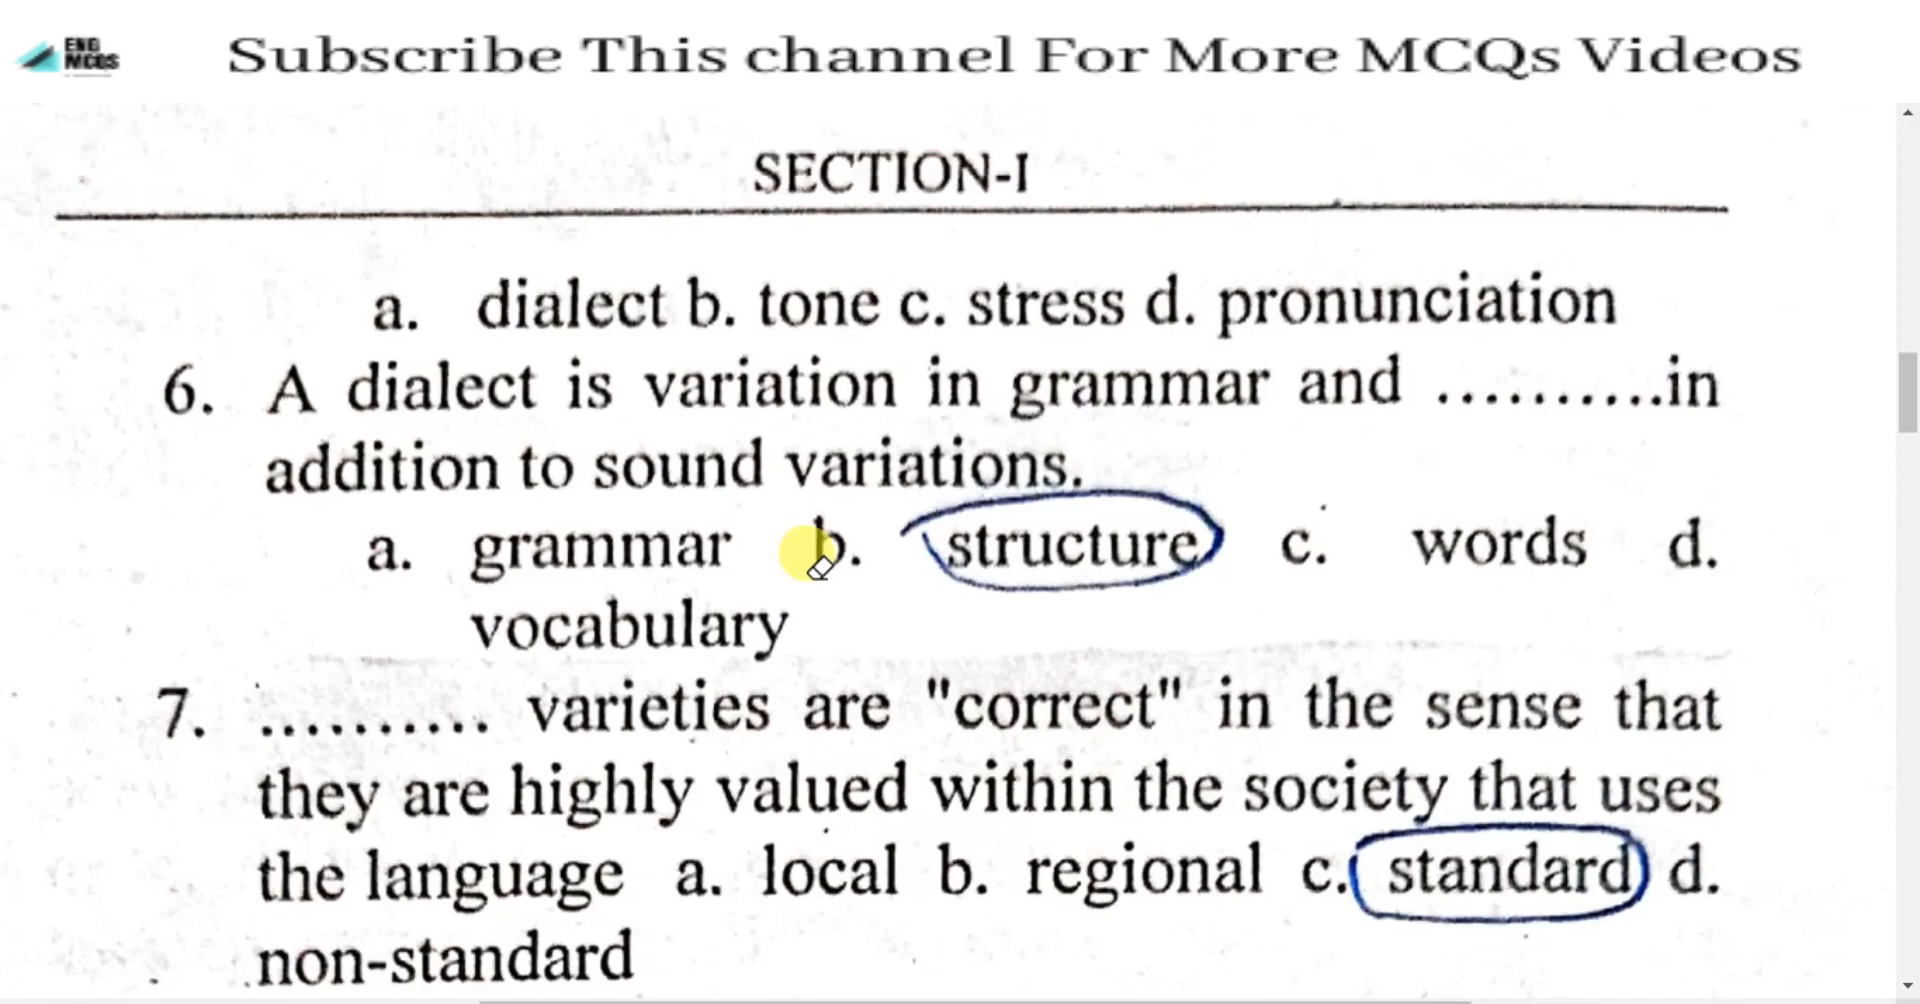 ENG
MCQS
Subscribe This channel For More MCQs Videos
SECTION-I
a. dialect b. tone c. stress d. pronunciation
6. A dialect is variation in grammar and ..........in
addition to sound variations.
a. grammar b. structure c. words d.
vocabulary
7. .......... varieties are "correct" in the sense that
they are highly valued within the society that uses
the language a. local b. regional c. standard d.
non-standard